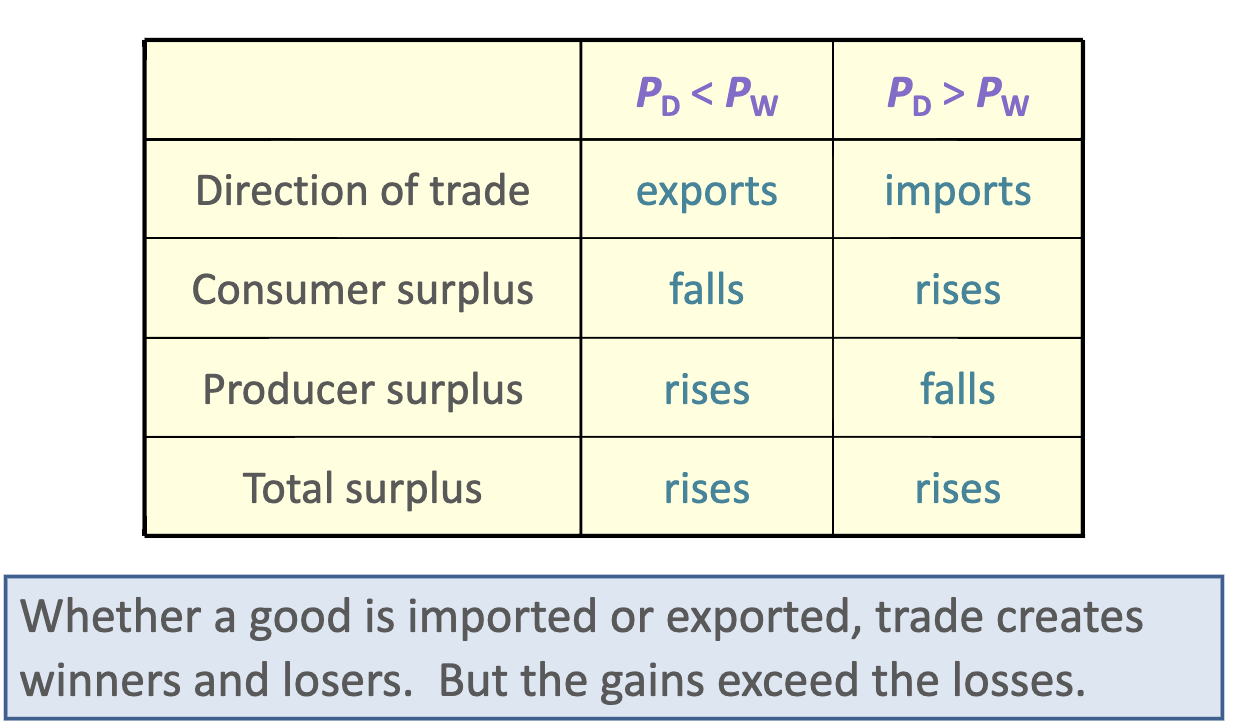 P_D < P_W P_D > P_W
Direction of trade exports imports
Consumer surplus falls rises
Producer surplus rises falls
Total surplus rises rises
Whether a good is imported or exported, trade creates
winners and losers. But the gains exceed the losses.